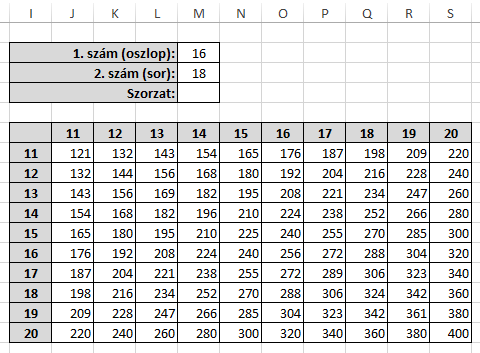 I J K L M N O P Q R S
1. szám (oszlop): 16
2. szám (sor): 18
Szorzat:
11 12 13 14 15 16 17 18 19 20
11 121 132 143 154 165 176 187 198 209 220
12 132 144 156 168 180 192 204 216 228 240
13 143 156 169 182 195 208 221 234 247 260
14 154 168 182 196 210 224 238 252 266 280
15 165 180 195 210 225 240 255 270 285 300
16 176 192 208 224 240 256 272 288 304 320
17 187 204 221 238 255 272 289 306 323 340
18 198 216 234 252 270 288 306 324 342 360
19 209 228 247 266 285 304 323 342 361 380
20 220 240 260 280 300 320 340 360 380 400